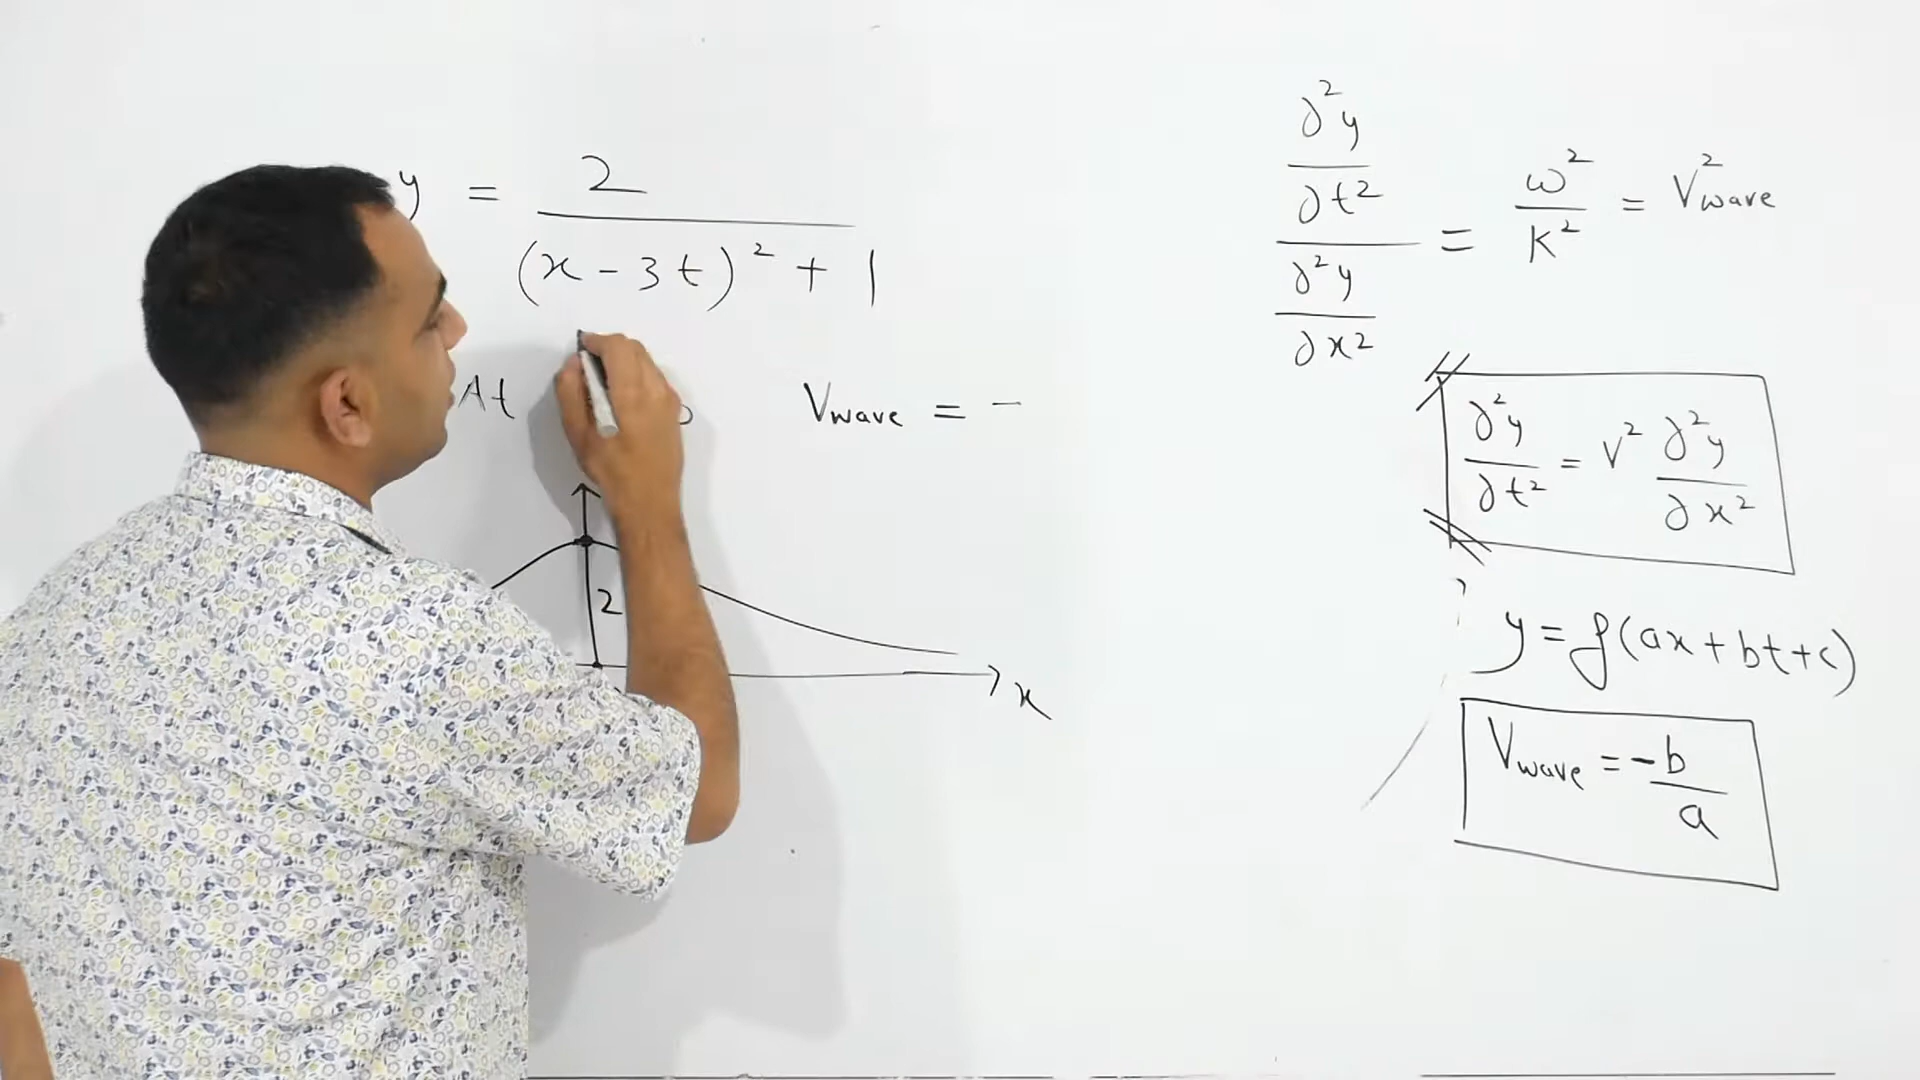 y = 2 / (x - 3t)² + 1
At
Vwave = -
2
x
∂²y/∂t² / ∂²y/∂x² = ω²/K² = V²wave
∂²y/∂t² = V² ∂²y/∂x²
y = f(ax + bt + c)
Vwave = -b/a